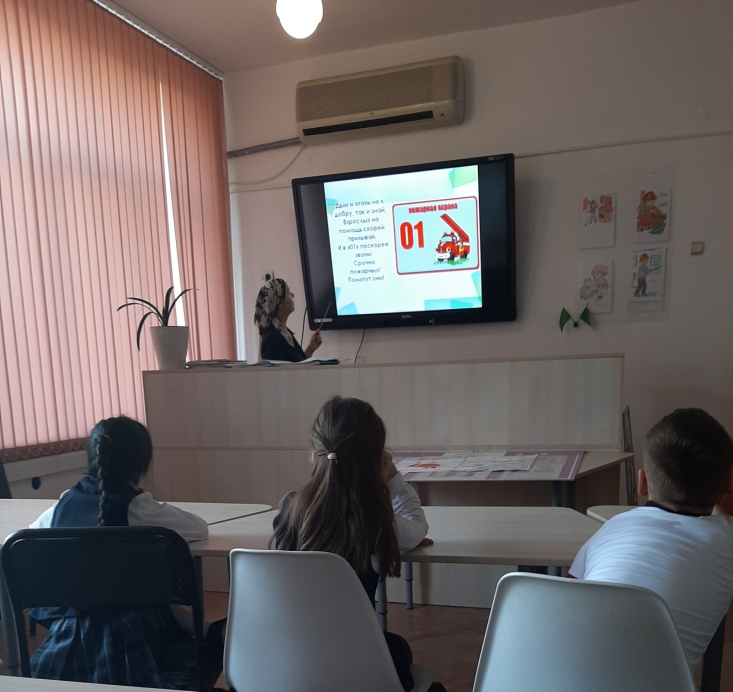 Дым и огонь не к
добру, так и знай,
Взрослых на
помощь скорей
призывай
И в «01» поскорее
звони:
Срочно
пожарных!
Помогут они!
пожарная охрана
01